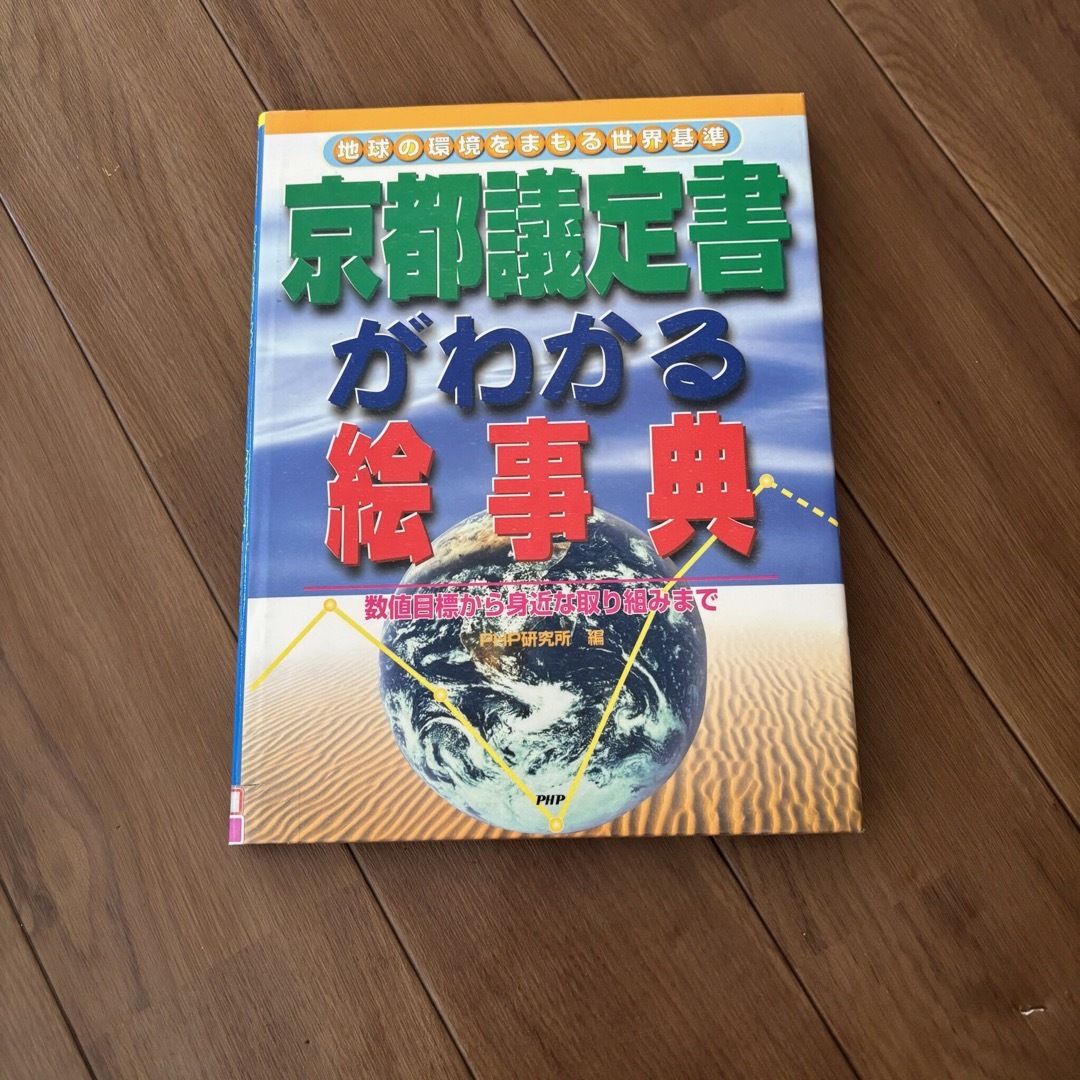 地球の環境をまもる世界基準
京都議定書
がわかる
絵事典
数値目標から身近な取り組みまで
PHP研究所 編
PHP